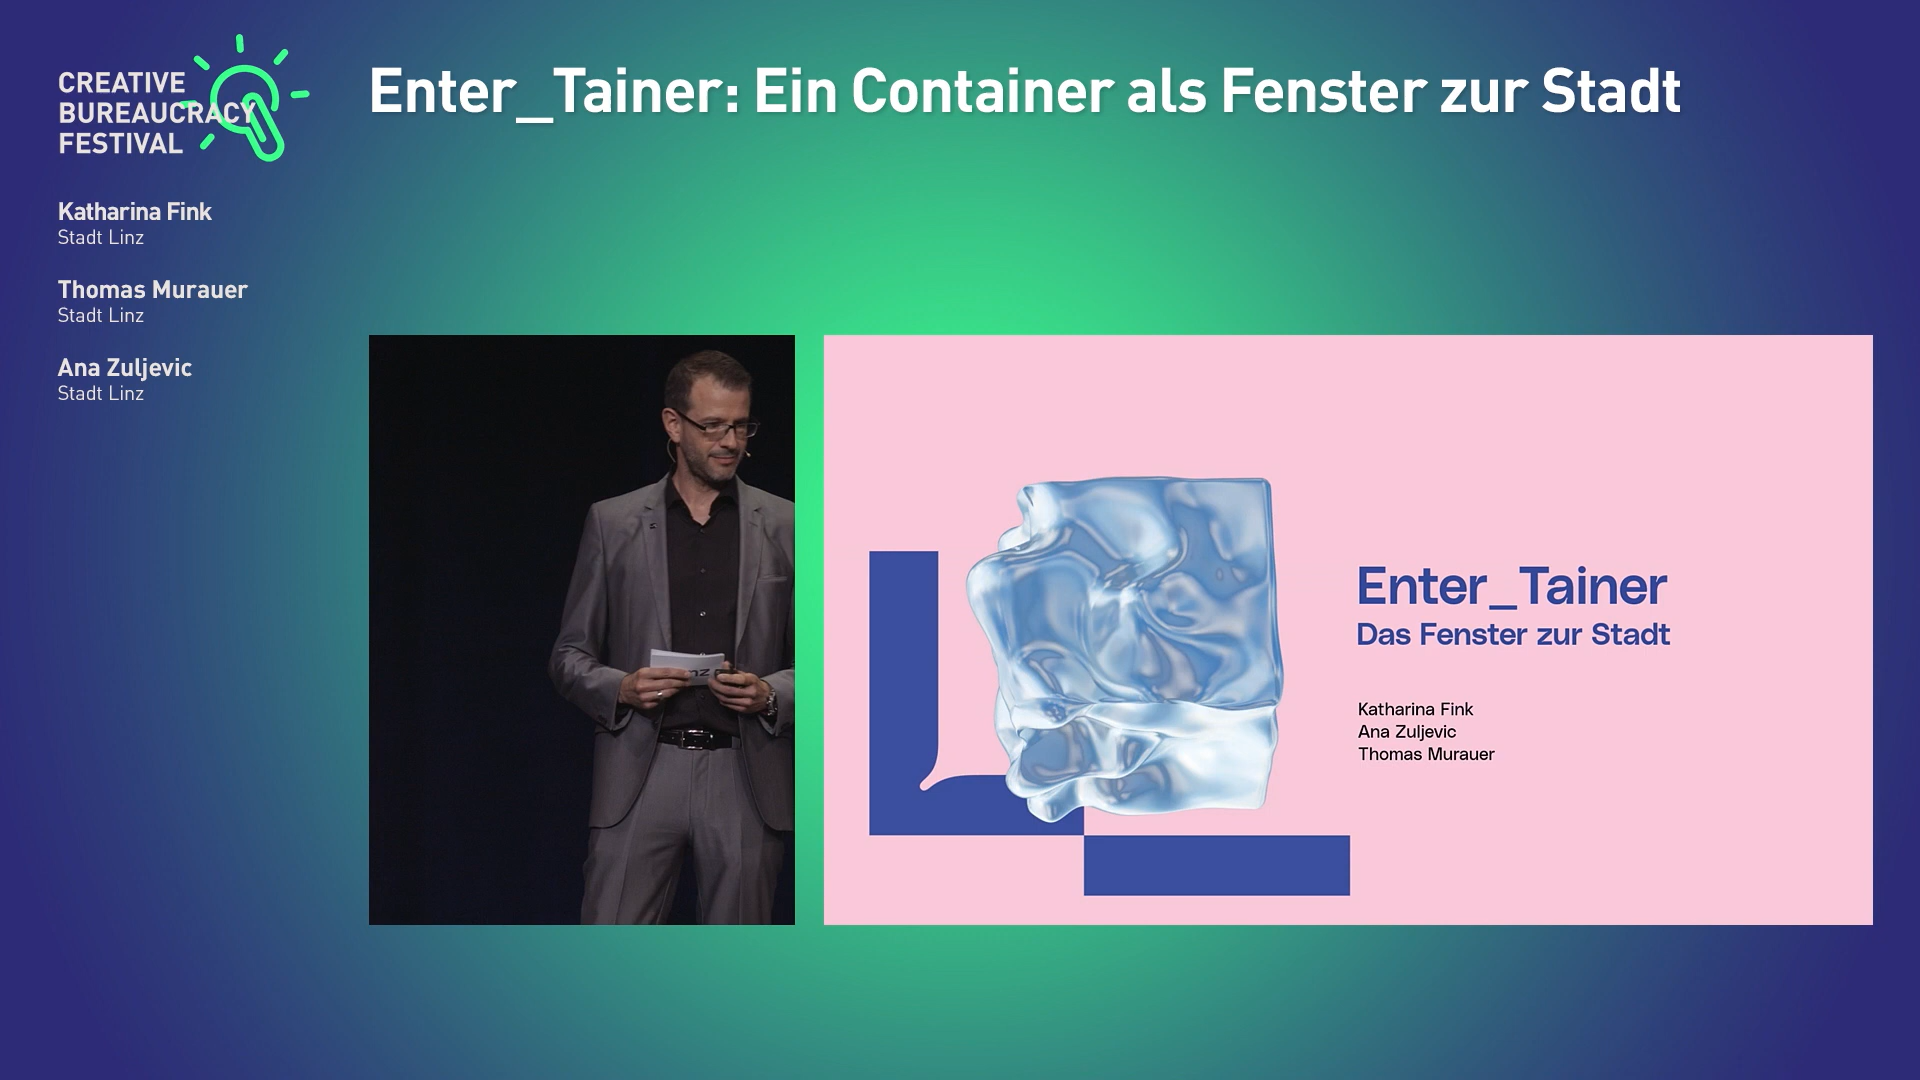 CREATIVE
BUREAUCRACY
FESTIVAL
Enter_Tainer: Ein Container als Fenster zur Stadt
Katharina Fink
Stadt Linz
Thomas Murauer
Stadt Linz
Ana Zuljevic
Stadt Linz
Enter_Tainer
Das Fenster zur Stadt
Katharina Fink
Ana Zuljevic
Thomas Murauer